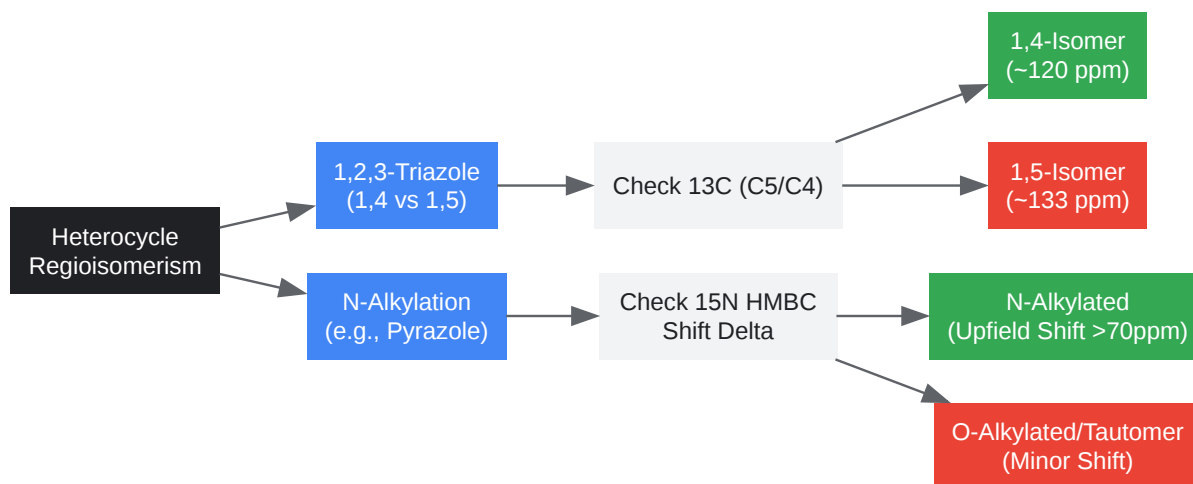 Heterocycle
Regioisomerism
1,2,3-Triazole
(1,4 vs 1,5)
Check 13C (C5/C4)
1,4-Isomer
(~120 ppm)
1,5-Isomer
(~133 ppm)
N-Alkylation
(e.g., Pyrazole)
Check 15N HMBC
Shift Delta
N-Alkylated
(Upfield Shift >70ppm)
O-Alkylated/Tautomer
(Minor Shift)